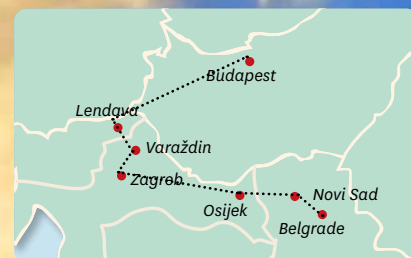 Budapest
Lendava
Varaždin
Zagreb
Novi Sad
Osijek
Belgrade